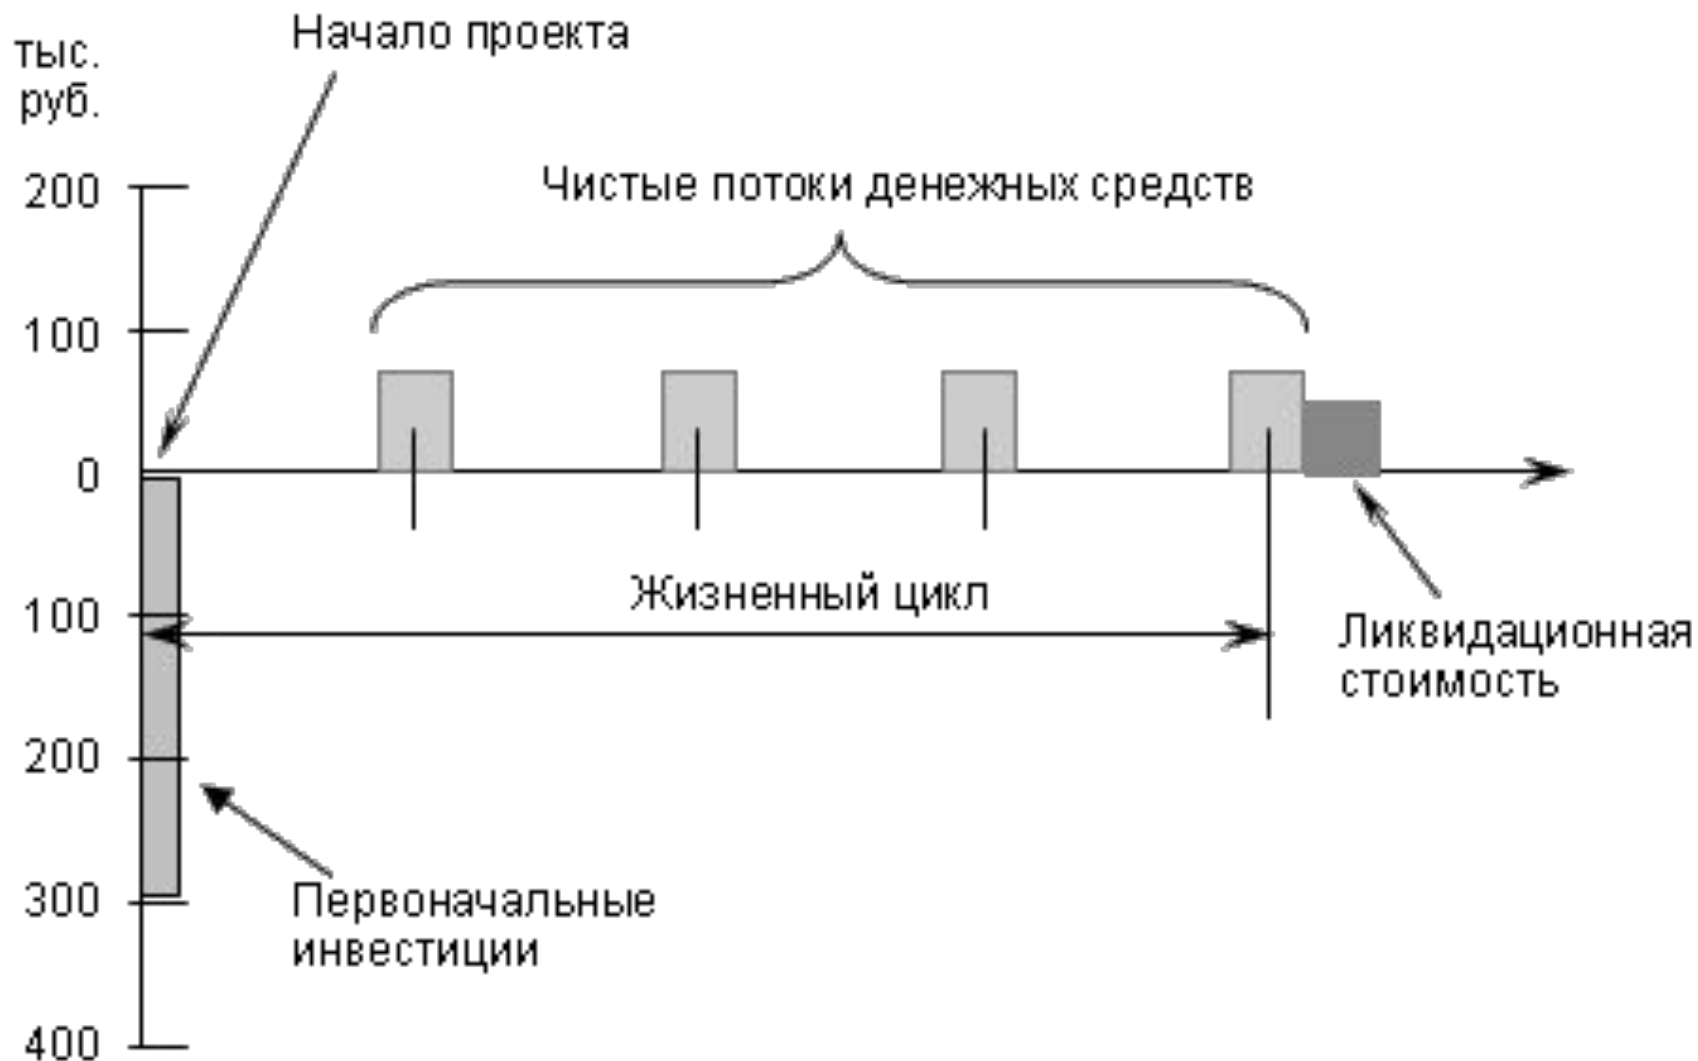 Начало проекта
тыс.
руб.
Чистые потоки денежных средств
200
100
0
Жизненный цикл
100
Ликвидационная
стоимость
200
Первоначальные
300
инвестиции
400